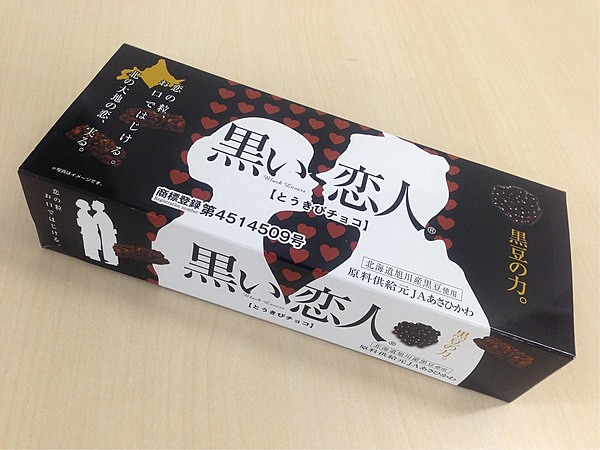 恋の粒、
お口ではじける。
北の大地の恋、実る。
※写真はイメージです。
黒い恋人®
Black Lovers
【とうきびチョコ】
商標登録 第4514509号
Registration number
北海道旭川産黒豆使用
原料供給元JAあさひかわ
黒豆の力。
恋の粒
お口ではじける。
黒い恋人®
Black Lovers
【とうきびチョコ】
黒豆の力。
北海道旭川産黒豆使用
原料供給元JAあさひかわ